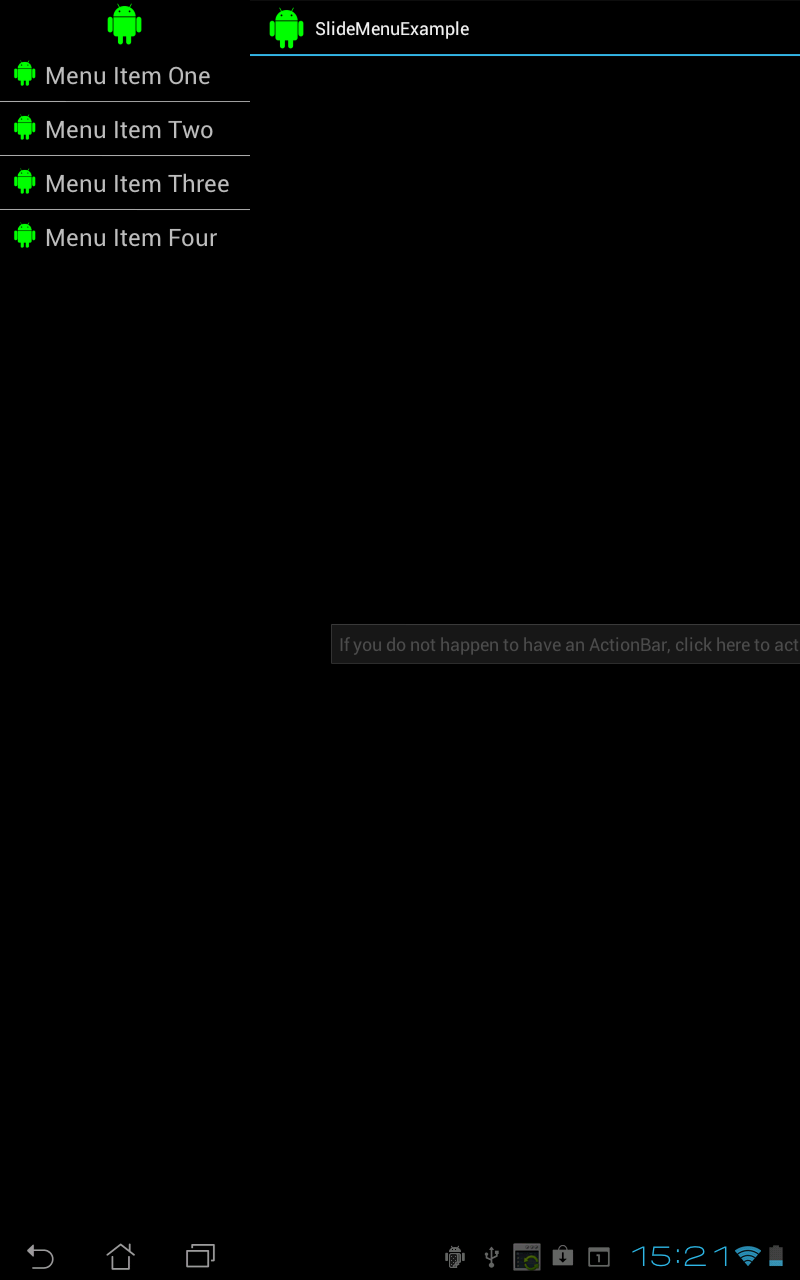 SlideMenuExample
Menu Item One
Menu Item Two
Menu Item Three
Menu Item Four
If you do not happen to have an ActionBar, click here to act
1
15:21